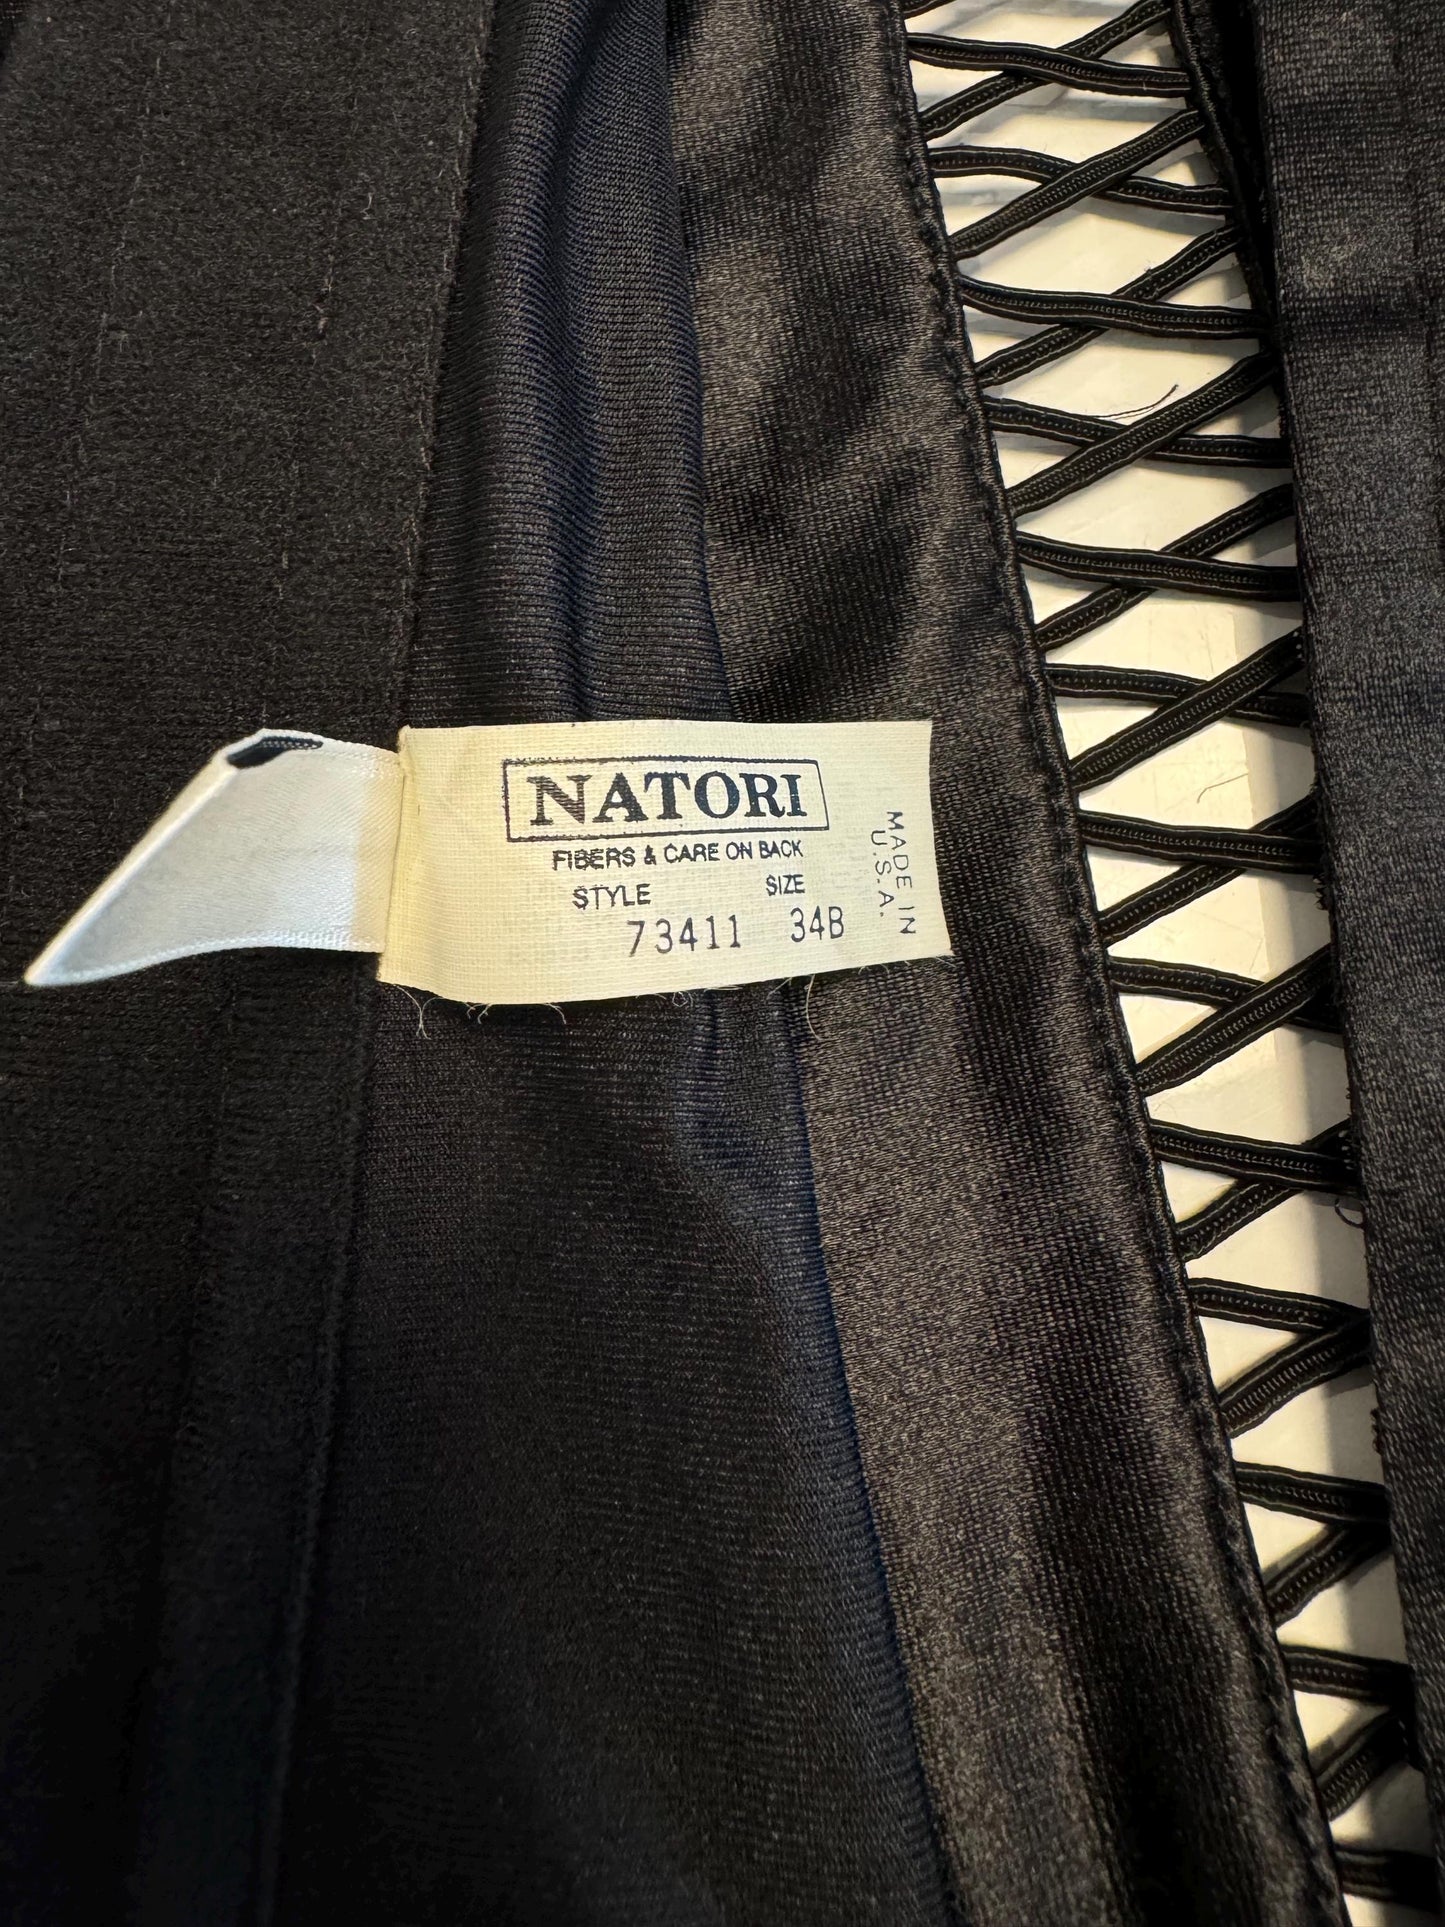 NATORI
FIBERS & CARE ON BACK
STYLE SIZE
73411 34B
MADE IN
U.S.A.